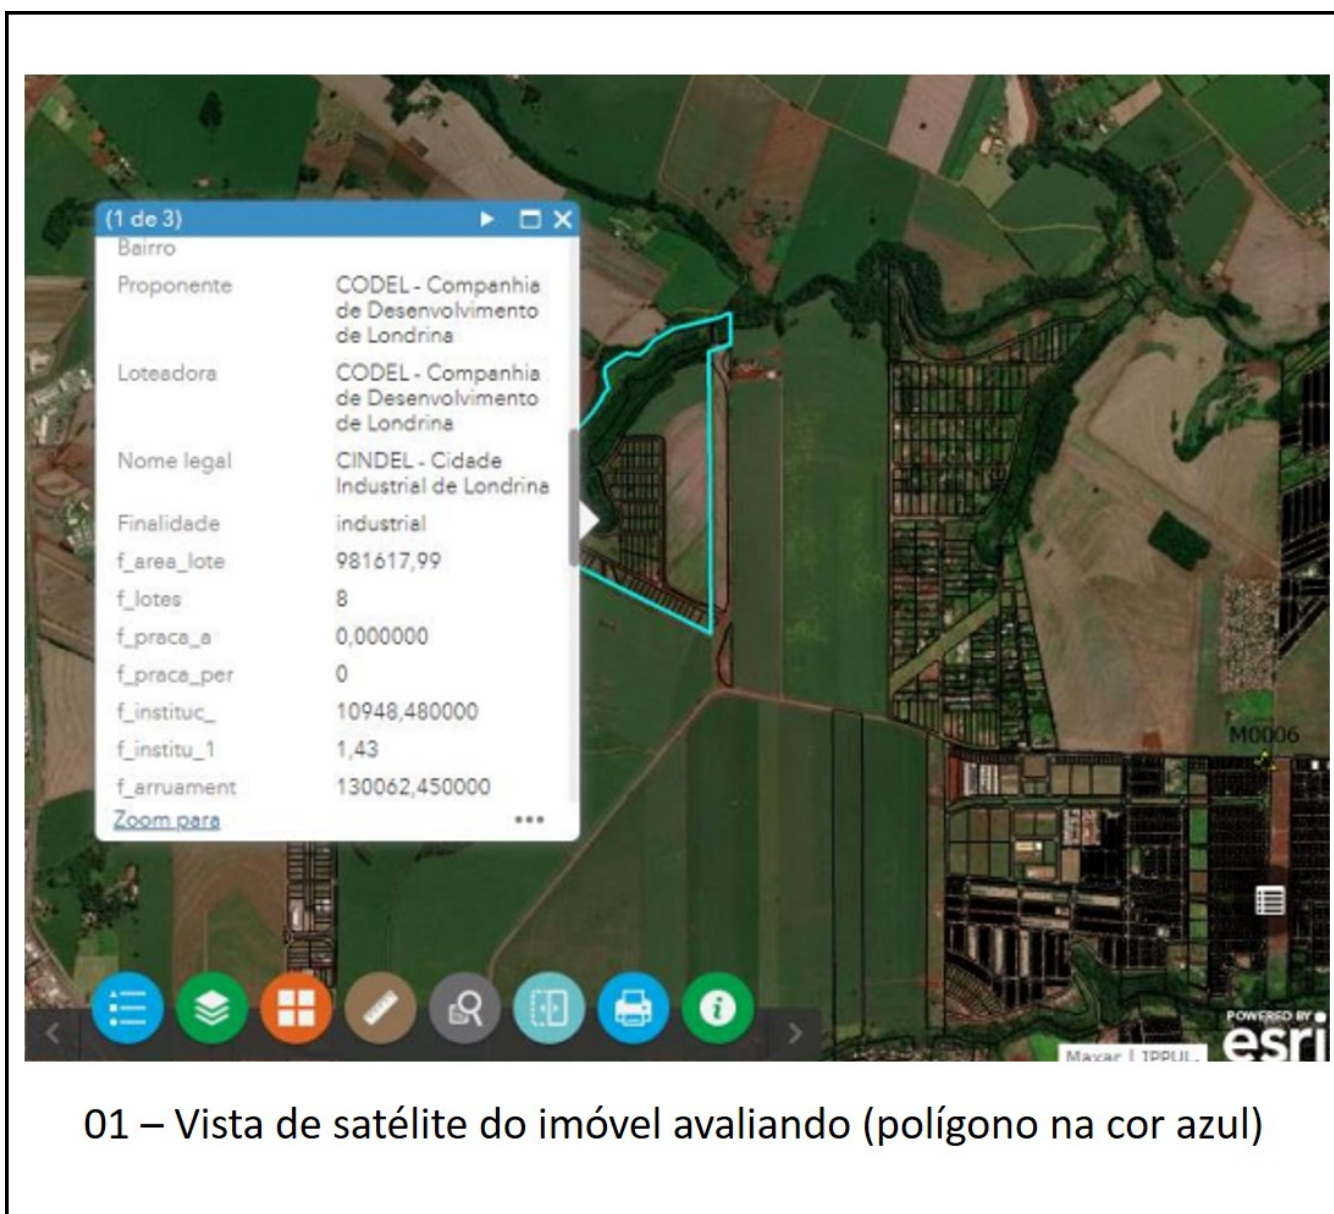 (1 de 3)
Bairro
Proponente
CODEL - Companhia
de Desenvolvimento
de Londrina
Loteadora
CODEL - Companhia
de Desenvolvimento
de Londrina
Nome legal
CINDEL - Cidade
Industrial de Londrina
Finalidade
industrial
f_area_lote
981617,99
f_lotes
8
f_praca_a
0,000000
f_praca_per
0
f_instituc_
10948,480000
f_institu_1
1,43
f_arruament
130062,450000
Zoom para
M0006
POWERED BY
esri
Maxar | IPPUL,
01 – Vista de satélite do imóvel avaliando (polígono na cor azul)